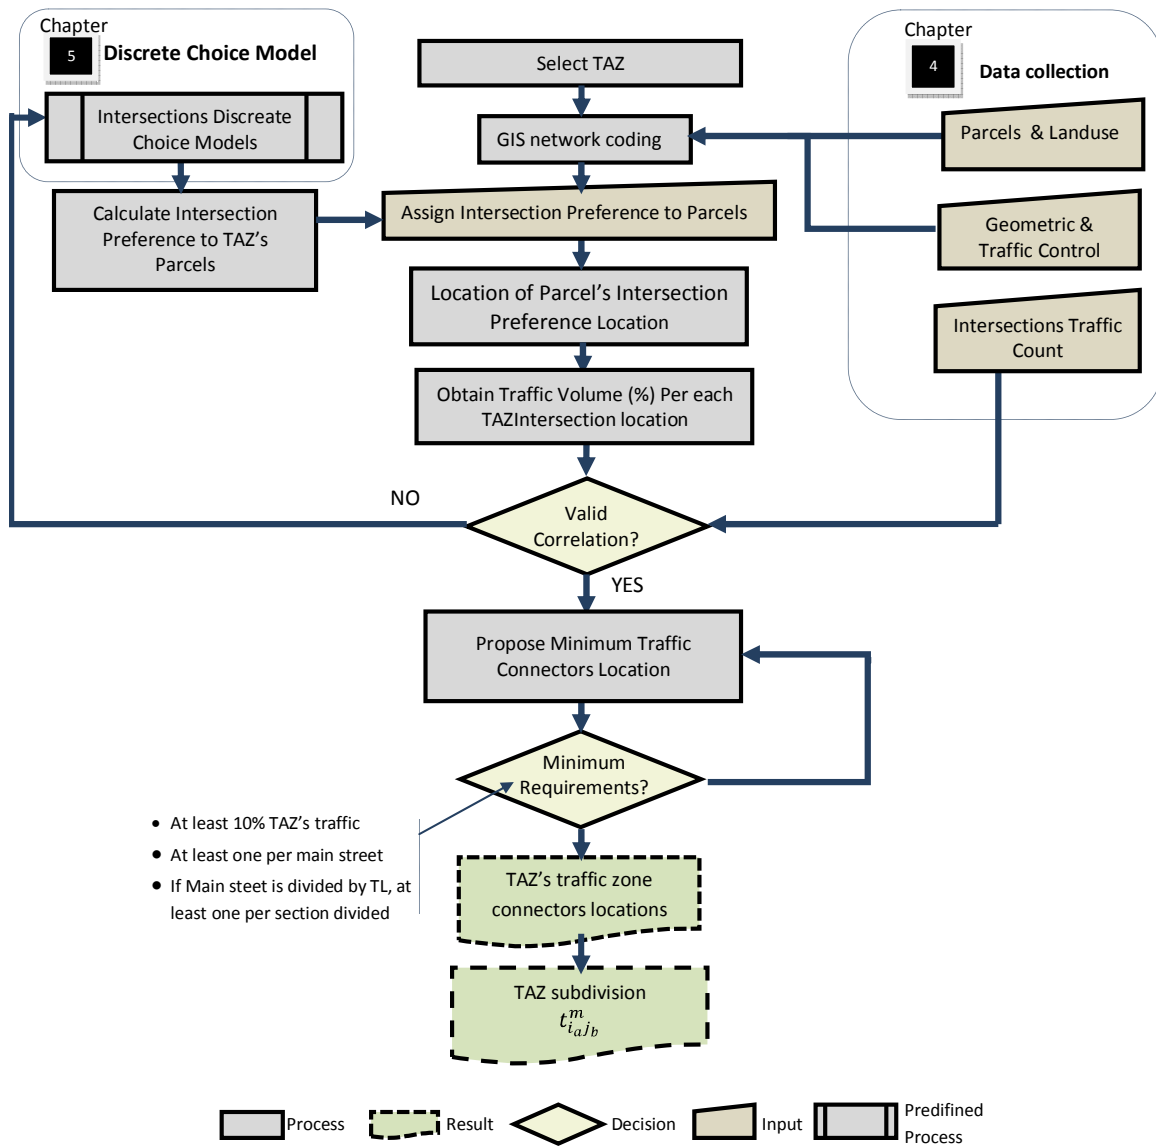 Chapter
5
Discrete Choice Model
Intersections Discreate
Choice Models
Calculate Intersection
Preference to TAZ's
Parcels
Select TAZ
GIS network coding
Assign Intersection Preference to Parcels
Location of Parcel's Intersection
Preference Location
Obtain Traffic Volume (%) Per each
TAZIntersection location
Chapter
4
Data collection
Parcels & Landuse
Geometric &
Traffic Control
Intersections Traffic
Count
NO
Valid
Correlation?
YES
Propose Minimum Traffic
Connectors Location
Minimum
Requirements?
• At least 10% TAZ's traffic
• At least one per main street
• If Main steet is divided by TL, at
least one per section divided
TAZ's traffic zone
connectors locations
TAZ subdivision
$t_{i_a j_b}^{m}$
Process
Result
Decision
Input
Predifined
Process